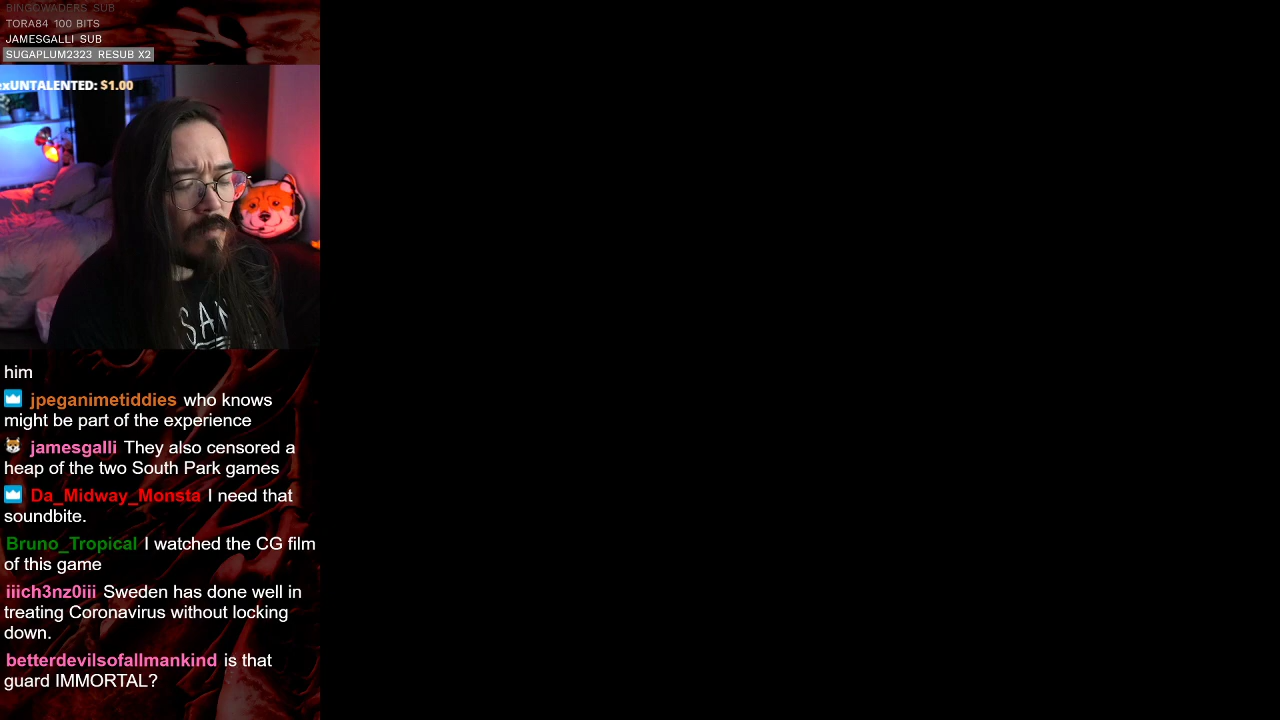 BINGOWADERS SUB
TORA84 100 BITS
JAMESGALLI SUB
SUGAPLUM2323 RESUB X2
xUNTALENTED: $1.00
SAN
him
jpeganimetiddies who knows
might be part of the experience
jamesgalli They also censored a
heap of the two South Park games
Da_Midway_Monsta I need that
soundbite.
Bruno_Tropical I watched the CG film
of this game
iiich3nz0iii Sweden has done well in
treating Coronavirus without locking
down.
betterdevilsofallmankind is that
guard IMMORTAL?